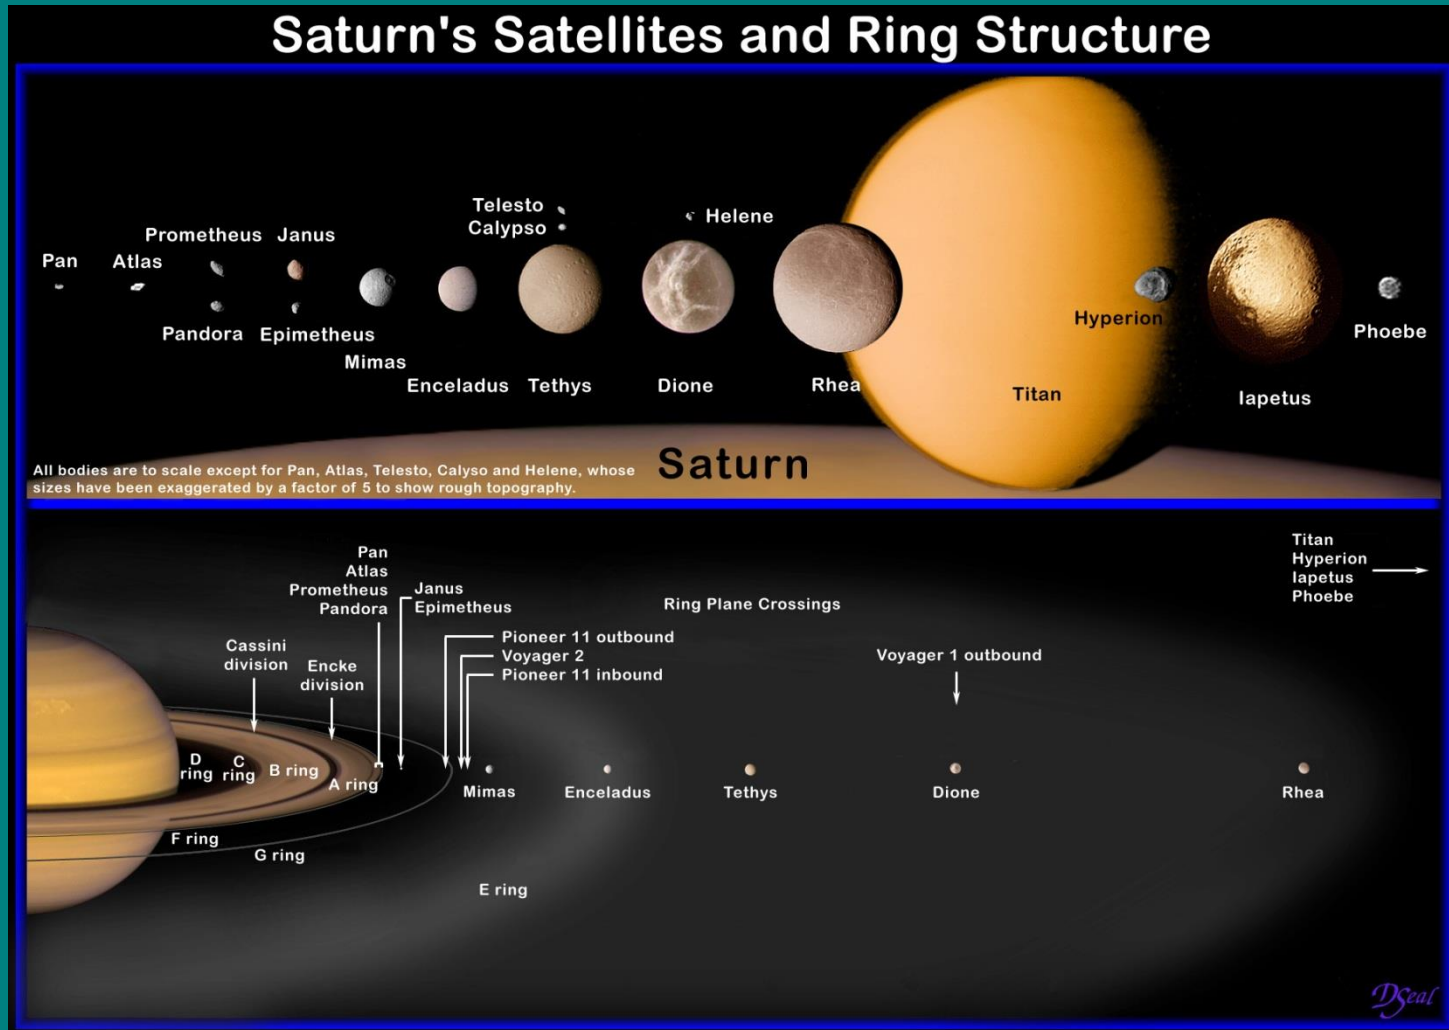 Saturn's Satellites and Ring Structure
Telesto
Calypso
Helene
Prometheus
Janus
Pan
Atlas
Pandora
Epimetheus
Mimas
Enceladus
Tethys
Dione
Rhea
Titan
Hyperion
Iapetus
Phoebe
Saturn
All bodies are to scale except for Pan, Atlas, Telesto, Calyso and Helene, whose
sizes have been exaggerated by a factor of 5 to show rough topography.
Pan
Atlas
Prometheus
Pandora
Janus
Epimetheus
Ring Plane Crossings
Titan
Hyperion
Iapetus
Phoebe
Cassini
division
Encke
division
Pioneer 11 outbound
Voyager 2
Pioneer 11 inbound
Voyager 1 outbound
D
ring
C
ring
B ring
A ring
Mimas
Enceladus
Tethys
Dione
Rhea
F ring
G ring
E ring
DSeal